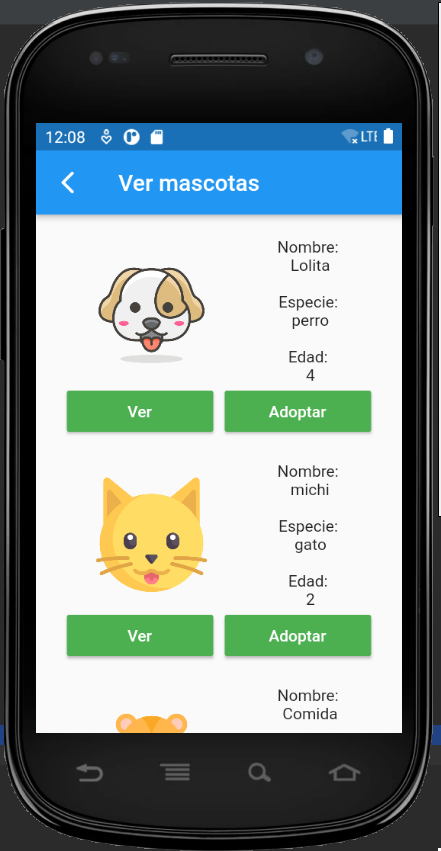 12:08 LTE
Ver mascotas
Nombre:
Lolita
Especie:
perro
Edad:
4
Ver Adoptar
Nombre:
michi
Especie:
gato
Edad:
2
Ver Adoptar
Nombre:
Comida